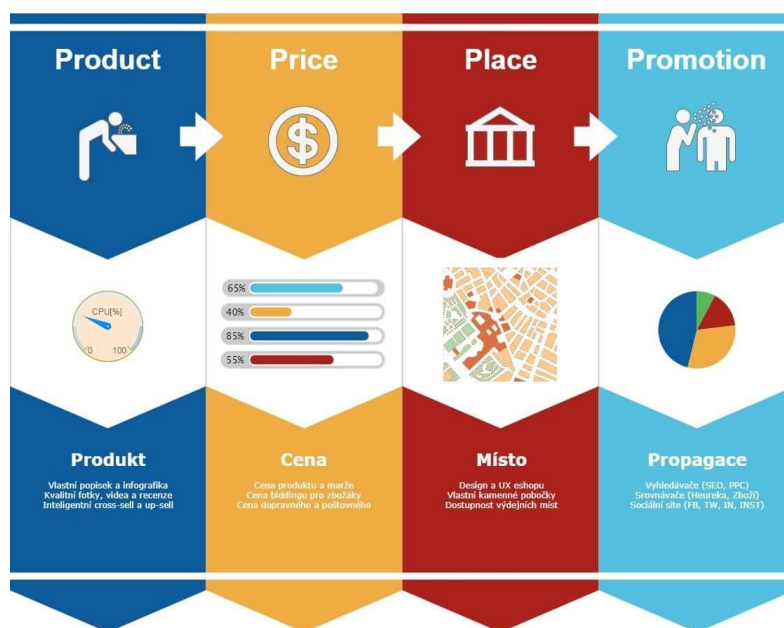 Product
Price
Place
Promotion
CPU[%]
0
100
65%
40%
85%
55%
Produkt
Vlastní popisek a infografika
Kvalitní fotky, videa a recenze
Inteligentní cross-sell a up-sell
Cena
Cena produktu a marže
Cena biddingu pro zbožáky
Cena dopravného a poštovného
Místo
Design a UX eshopu
Vlastní kamenné pobočky
Dostupnost výdejních míst
Propagace
Vyhledávače (SEO, PPC)
Srovnávače (Heureka, Zboží)
Sociální síte (FB, TW, IN, INST)